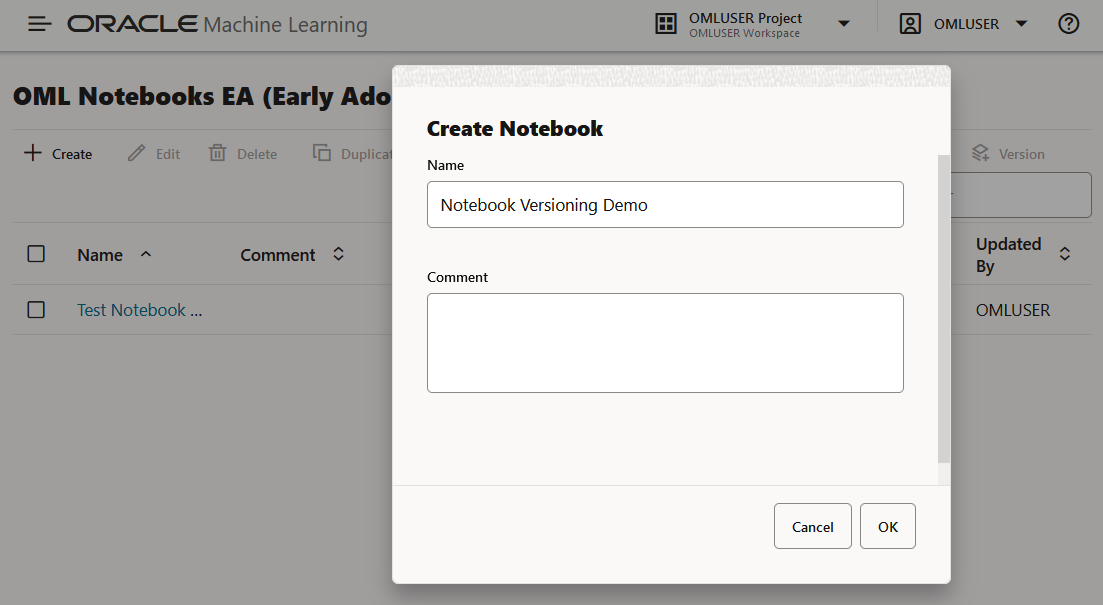 ORACLE Machine Learning
OMLUSER Project
OMLUSER Workspace
OMLUSER
OML Notebooks EA (Early Ado
Create
Edit
Delete
Duplicat
Version
Name
Comment
Updated
By
Test Notebook ...
OMLUSER
Create Notebook
Name
Notebook Versioning Demo
Comment
Cancel
OK